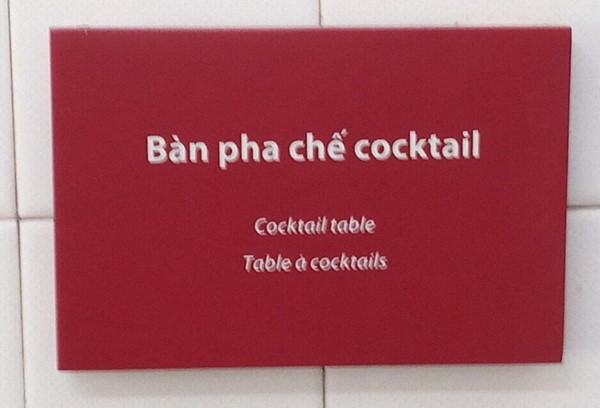 Bàn pha chế cocktail
Cocktail table
Table à cocktails